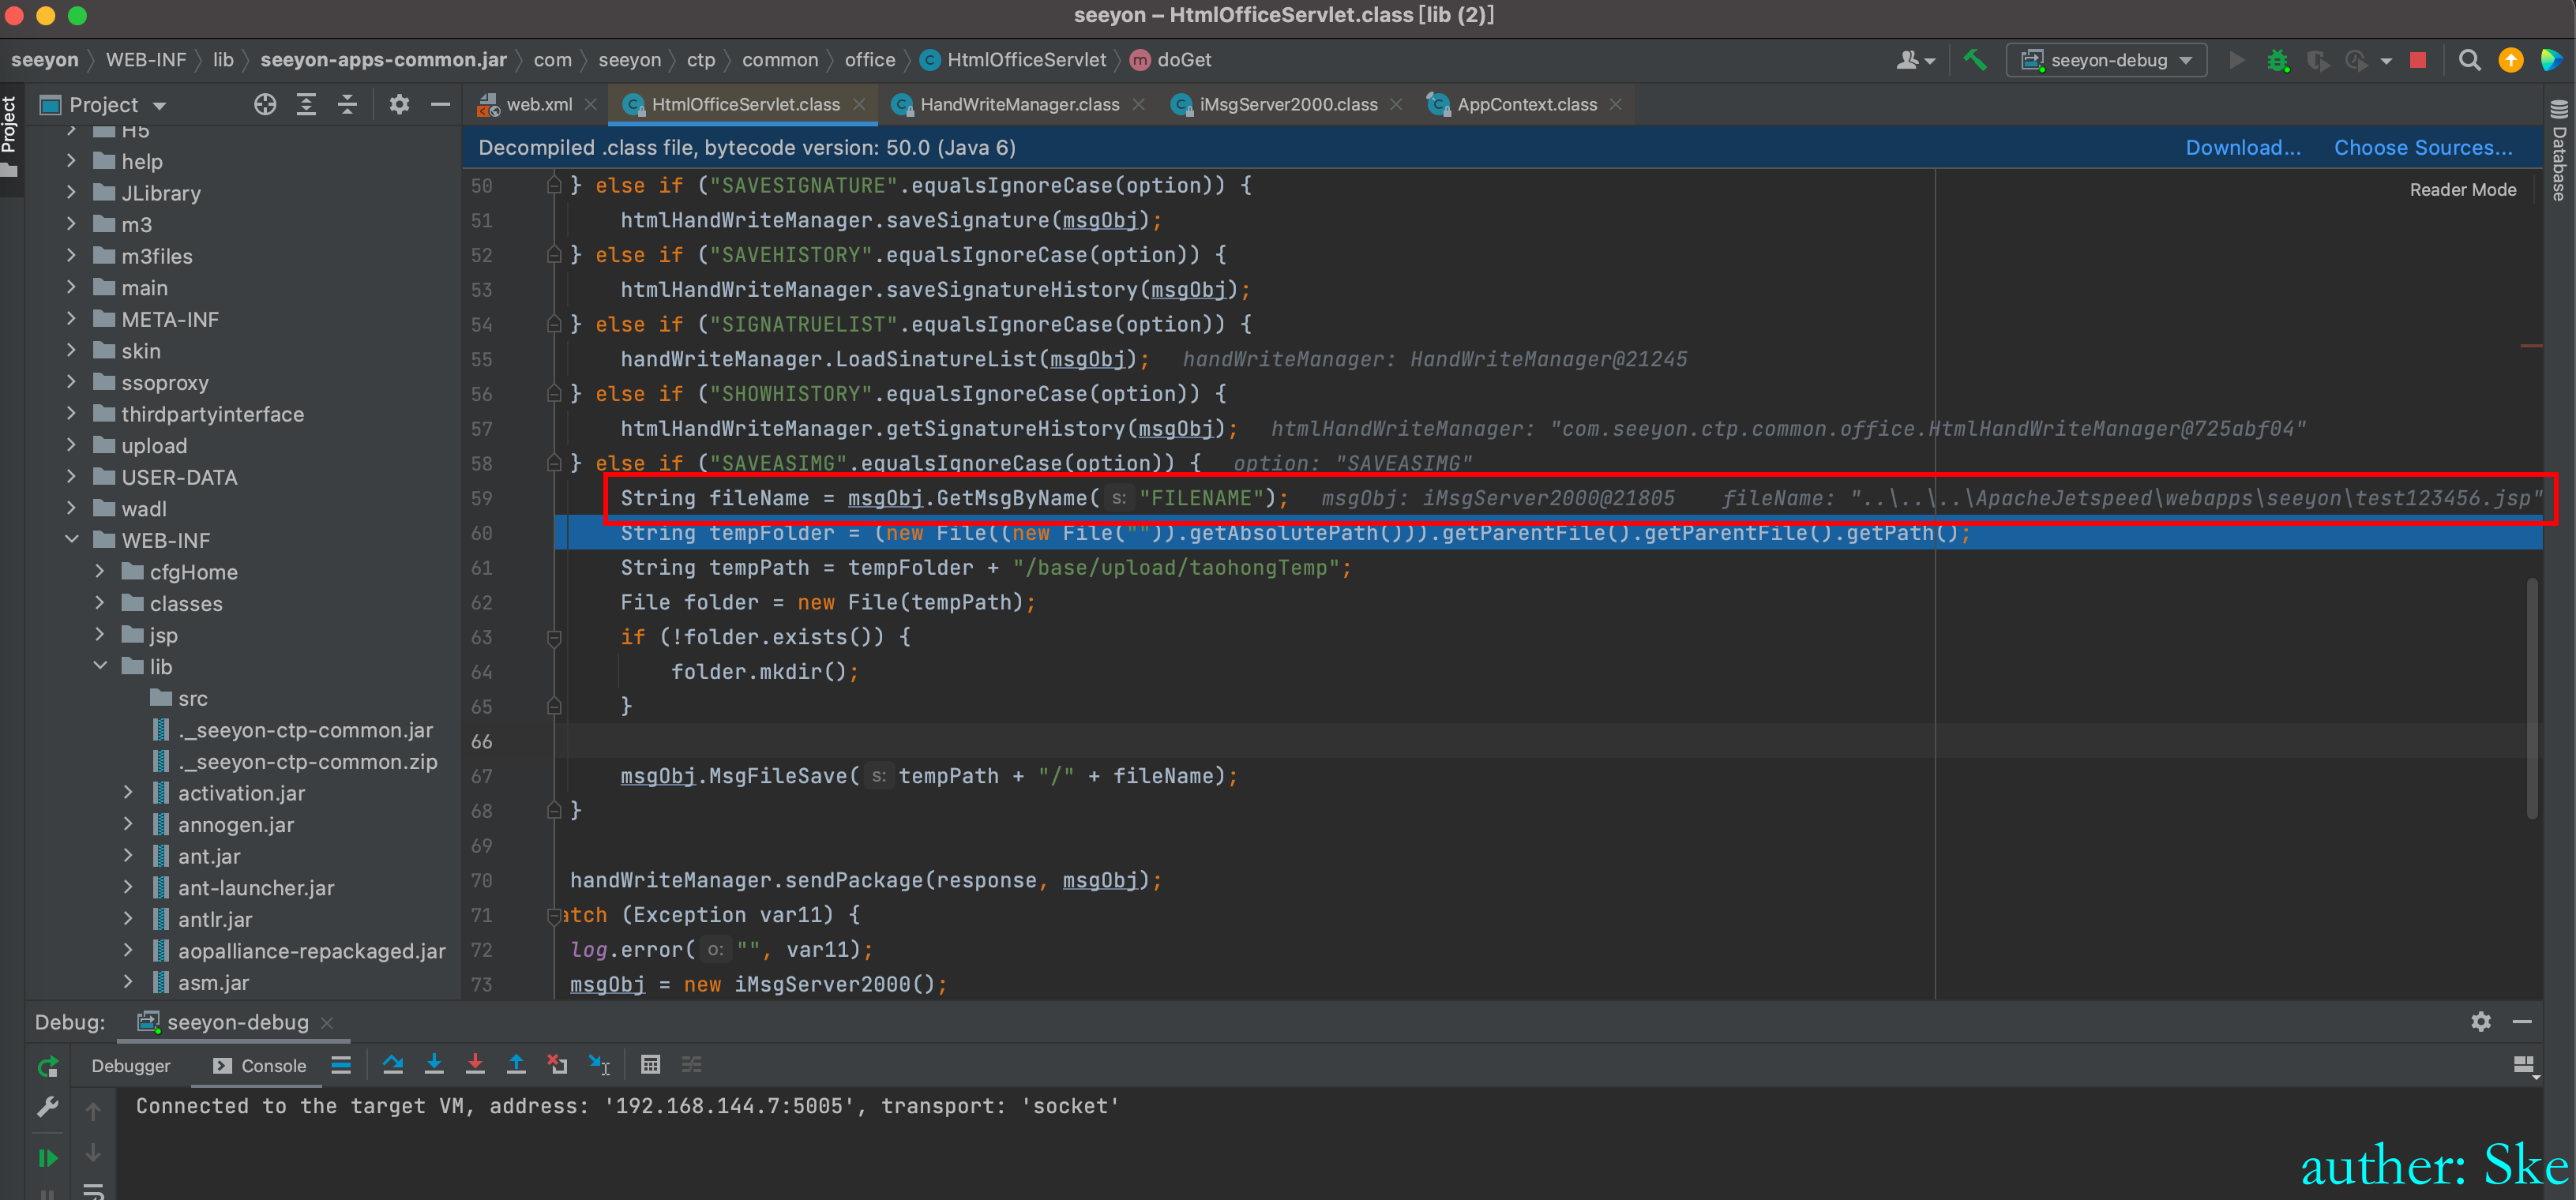 seeyon – HtmlOfficeServlet.class [lib (2)]
seeyon WEB-INF lib seeyon-apps-common.jar com seeyon ctp common office HtmlOfficeServlet doGet seeyon-debug
Project
Project
web.xml HtmlOfficeServlet.class HandWriteManager.class iMsgServer2000.class AppContext.class
Database
Decompiled .class file, bytecode version: 50.0 (Java 6) Download... Choose Sources...
Reader Mode
H5
help
JLibrary
m3
m3files
main
META-INF
skin
ssoproxy
thirdpartyinterface
upload
USER-DATA
wadl
WEB-INF
cfgHome
classes
jsp
lib
src
._seeyon-ctp-common.jar
._seeyon-ctp-common.zip
activation.jar
annogen.jar
ant.jar
ant-launcher.jar
antlr.jar
aopalliance-repackaged.jar
asm.jar
50 } else if ("SAVESIGNATURE".equalsIgnoreCase(option)) {
51 htmlHandWriteManager.saveSignature(msgObj);
52 } else if ("SAVEHISTORY".equalsIgnoreCase(option)) {
53 htmlHandWriteManager.saveSignatureHistory(msgObj);
54 } else if ("SIGNATRUELIST".equalsIgnoreCase(option)) {
55 handWriteManager.LoadSinatureList(msgObj); handWriteManager: HandWriteManager@21245
56 } else if ("SHOWHISTORY".equalsIgnoreCase(option)) {
57 htmlHandWriteManager.getSignatureHistory(msgObj); htmlHandWriteManager: "com.seeyon.ctp.common.office.HtmlHandWriteManager@725abf04"
58 } else if ("SAVEASIMG".equalsIgnoreCase(option)) { option: "SAVEASIMG"
59 String fileName = msgObj.GetMsgByName( s: "FILENAME"); msgObj: iMsgServer2000@21805 fileName: "..\..\..\ApacheJetspeed\webapps\seeyon\test123456.jsp"
60 String tempFolder = (new File((new File("")).getAbsolutePath())).getParentFile().getParentFile().getPath();
61 String tempPath = tempFolder + "/base/upload/taohongTemp";
62 File folder = new File(tempPath);
63 if (!folder.exists()) {
64 folder.mkdir();
65 }
66
67 msgObj.MsgFileSave( s: tempPath + "/" + fileName);
68 }
69
70 handWriteManager.sendPackage(response, msgObj);
71 atch (Exception var11) {
72 log.error( o: "", var11);
73 msgObj = new iMsgServer2000();
Debug: seeyon-debug
Debugger Console
Connected to the target VM, address: '192.168.144.7:5005', transport: 'socket'
auther: Ske